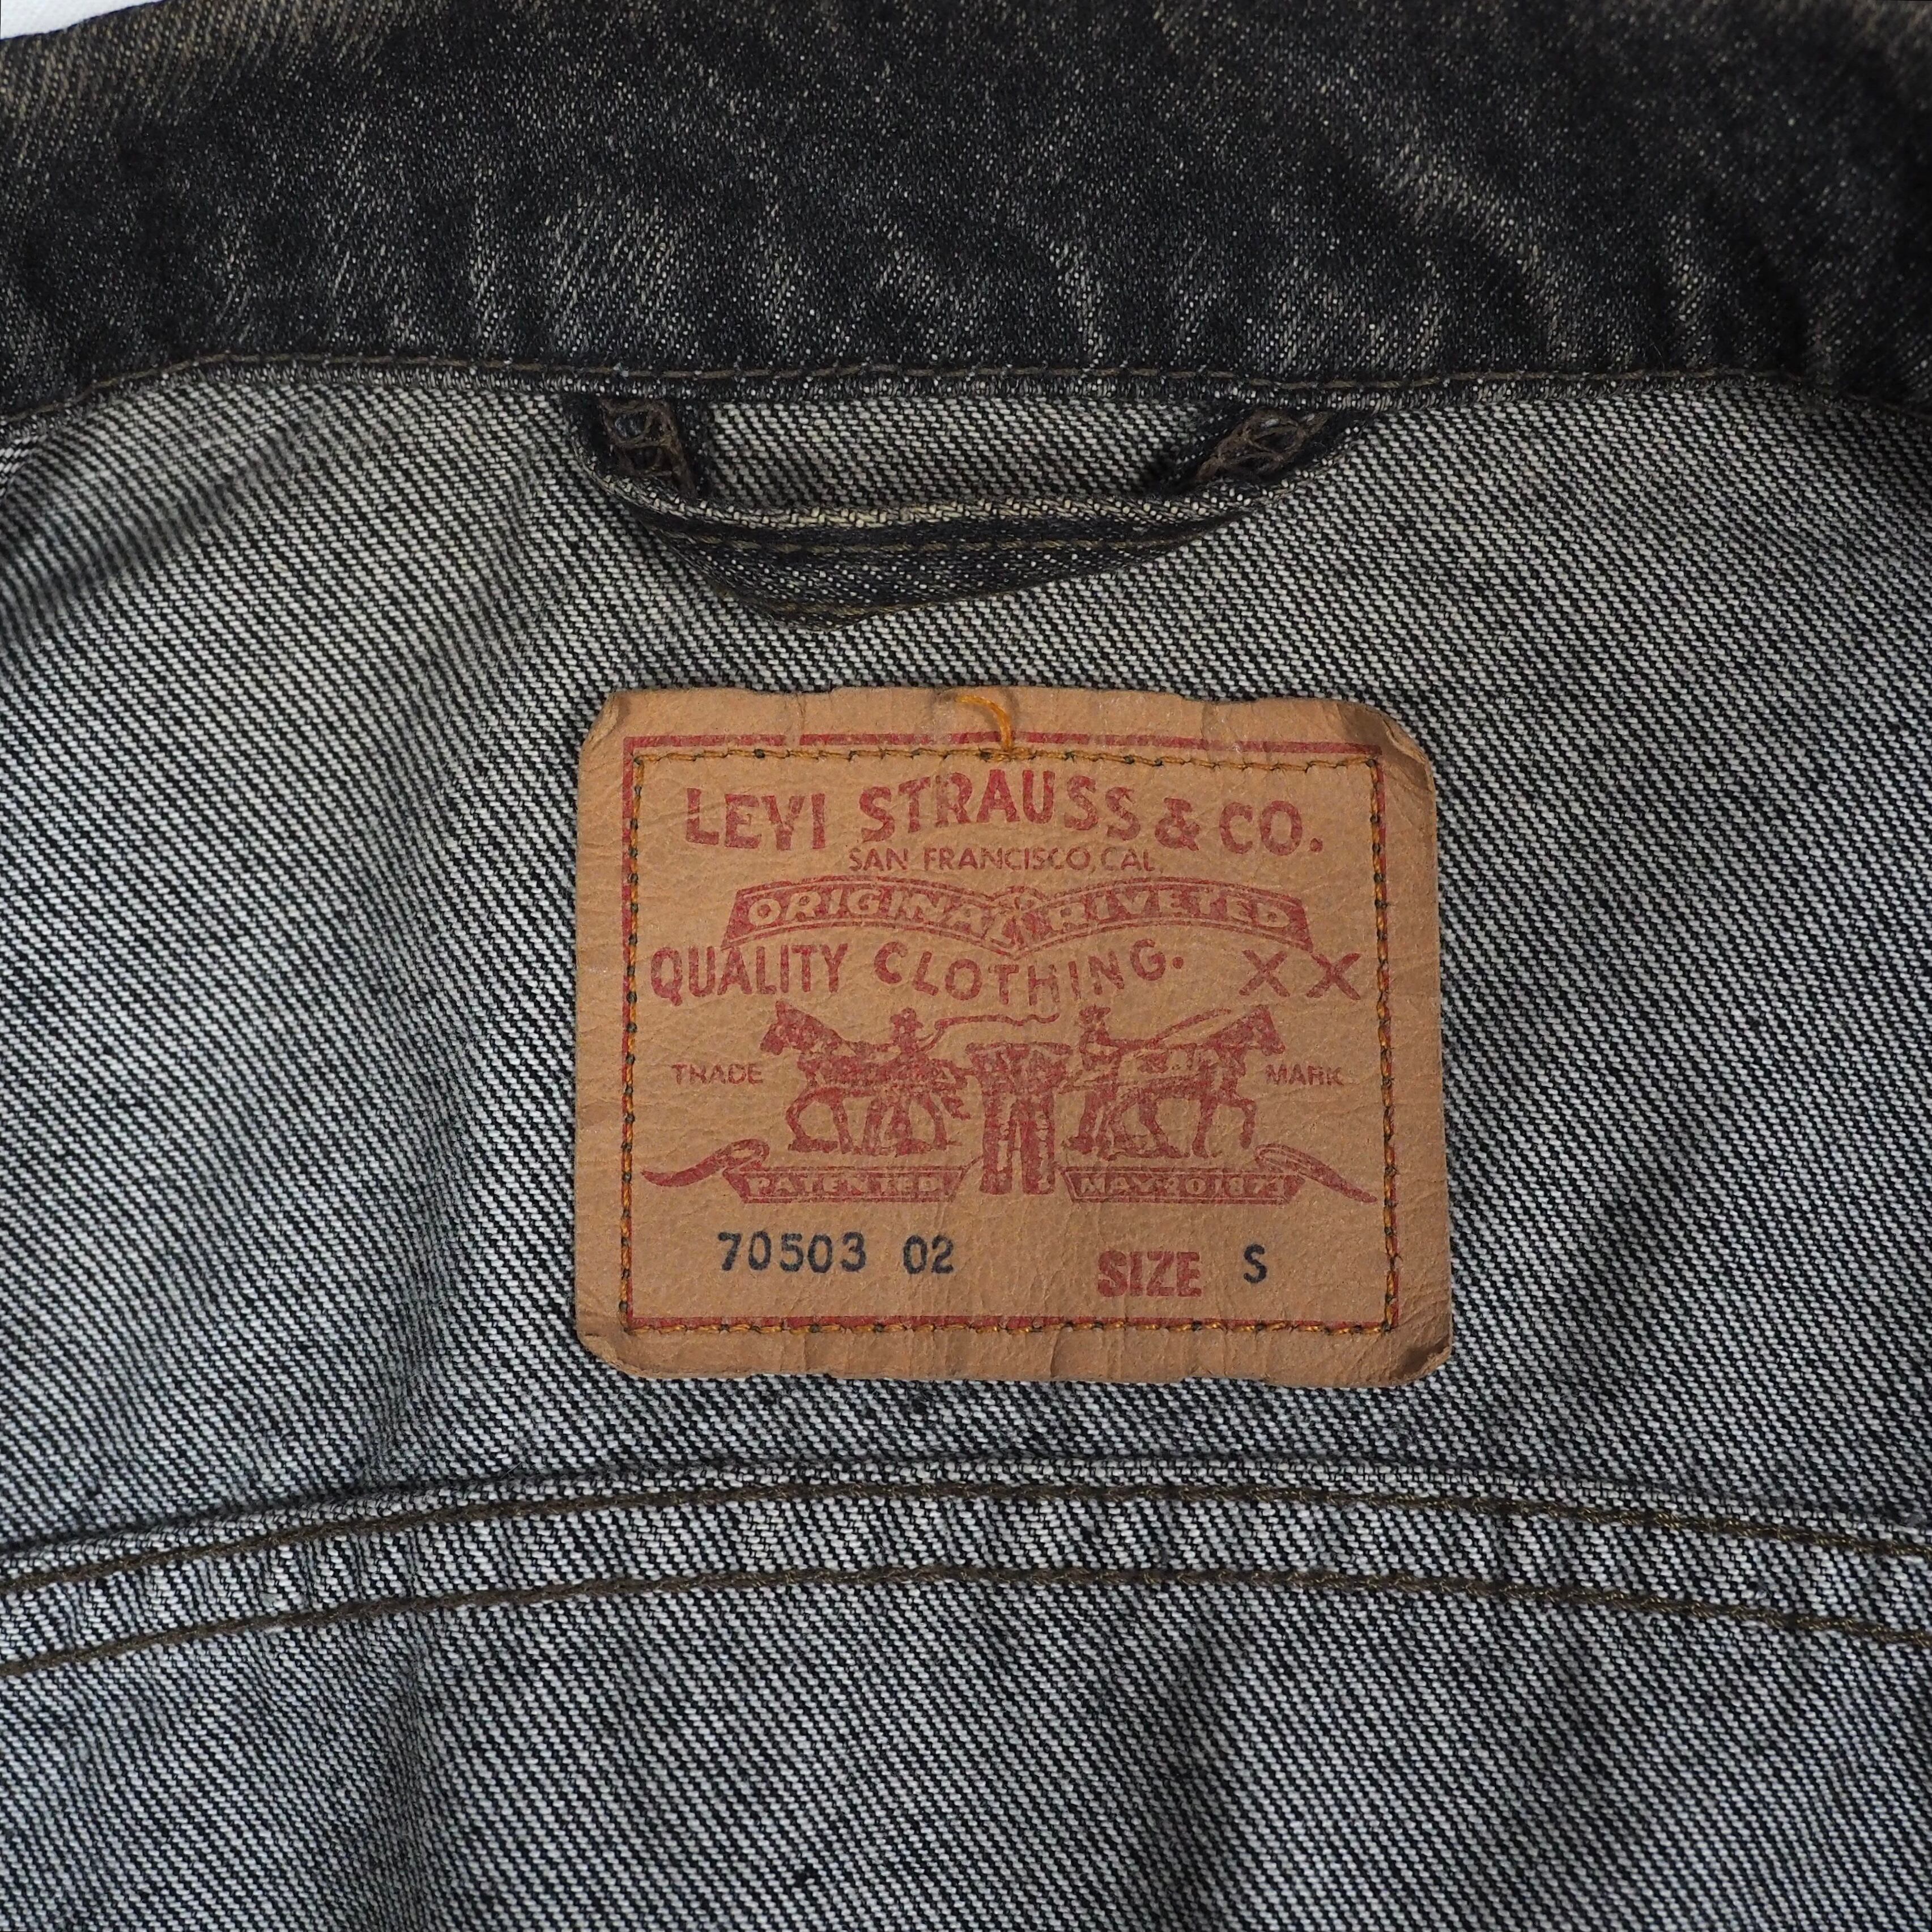 LEVI STRAUSS & CO.
SAN FRANCISCO, CAL.
ORIGINAL RIVETED
QUALITY CLOTHING. XX
TRADE MARK
PATENTED MAY 20 1873
70503 02 SIZE S